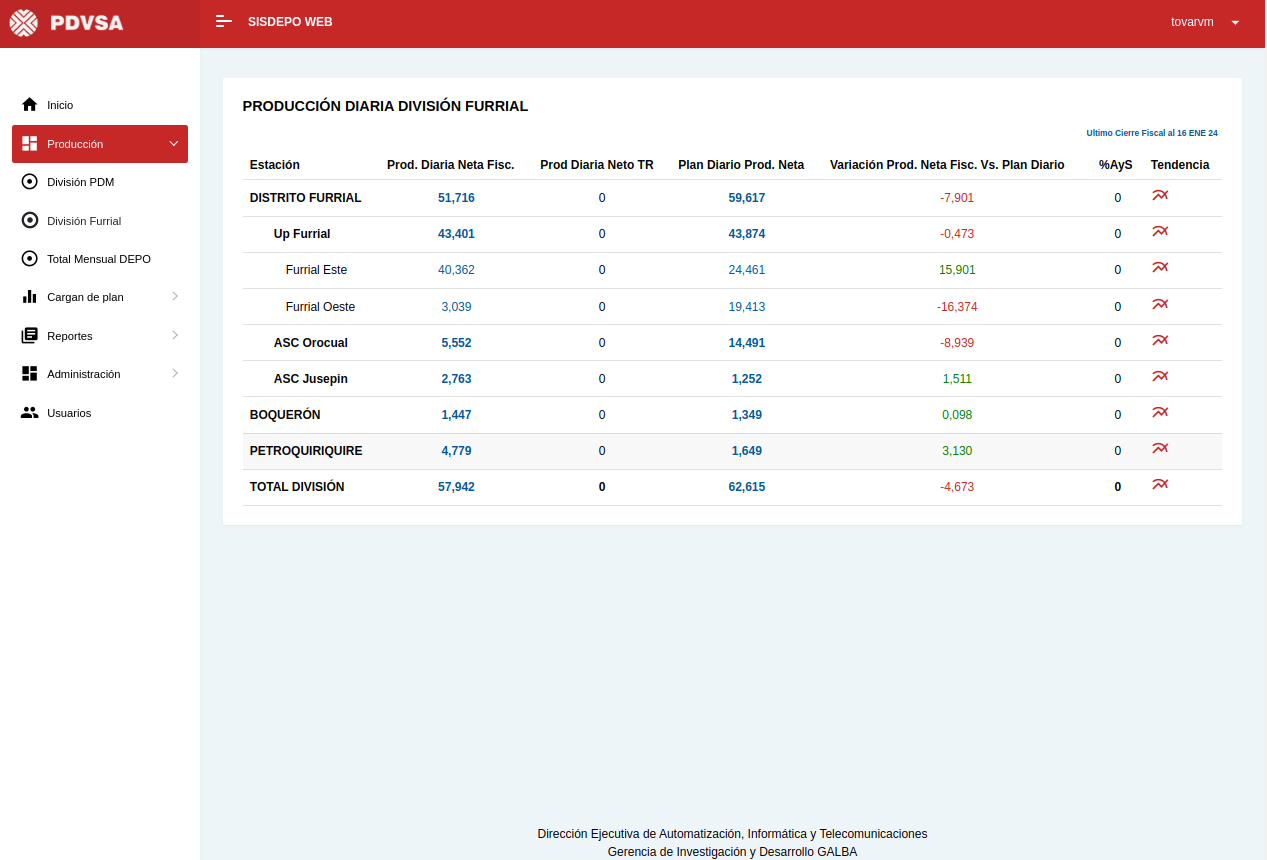 PDVSA
SISDEPO WEB
tovarvm
Inicio
Producción
División PDM
División Furrial
Total Mensual DEPO
Cargan de plan
Reportes
Administración
Usuarios
PRODUCCIÓN DIARIA DIVISIÓN FURRIAL
Ultimo Cierre Fiscal al 16 ENE 24
Estación Prod. Diaria Neta Fisc. Prod Diaria Neto TR Plan Diario Prod. Neta Variación Prod. Neta Fisc. Vs. Plan Diario %AyS Tendencia
DISTRITO FURRIAL 51,716 0 59,617 -7,901 0
Up Furrial 43,401 0 43,874 -0,473 0
Furrial Este 40,362 0 24,461 15,901 0
Furrial Oeste 3,039 0 19,413 -16,374 0
ASC Orocual 5,552 0 14,491 -8,939 0
ASC Jusepin 2,763 0 1,252 1,511 0
BOQUERÓN 1,447 0 1,349 0,098 0
PETROQUIRIQUIRE 4,779 0 1,649 3,130 0
TOTAL DIVISIÓN 57,942 0 62,615 -4,673 0
Dirección Ejecutiva de Automatización, Informática y Telecomunicaciones
Gerencia de Investigación y Desarrollo GALBA